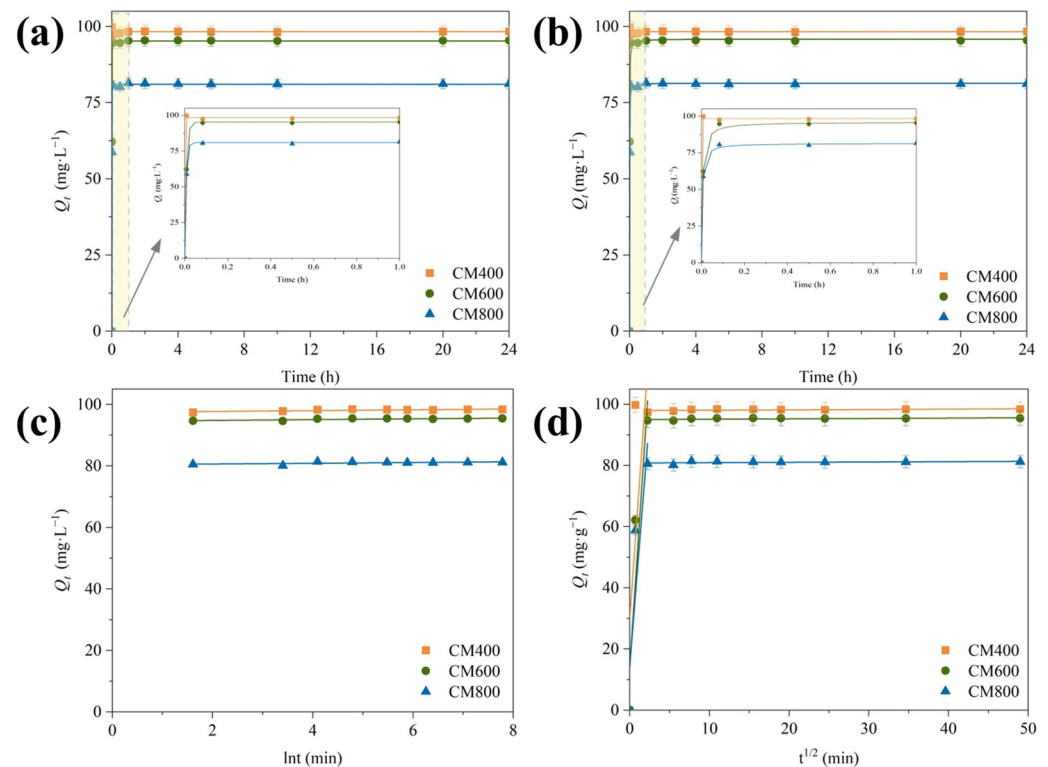 (a)
100
75
50
25
0
Qt (mg·L⁻¹)
100
75
50
25
0
Qt (mg·L⁻¹)
0.0 0.2 0.4 0.6 0.8 1.0
Time (h)
CM400
CM600
CM800
0 4 8 12 16 20 24
Time (h)
(b)
100
75
50
25
0
Qt (mg·L⁻¹)
100
75
50
25
0
Qt (mg·L⁻¹)
0.0 0.2 0.4 0.6 0.8 1.0
Time (h)
CM400
CM600
CM800
0 4 8 12 16 20 24
Time (h)
(c)
100
80
60
40
20
0
Qt (mg·L⁻¹)
CM400
CM600
CM800
0 2 4 6 8
lnt (min)
(d)
100
80
60
40
20
0
Qt (mg·g⁻¹)
CM400
CM600
CM800
0 10 20 30 40 50
t1/2 (min)